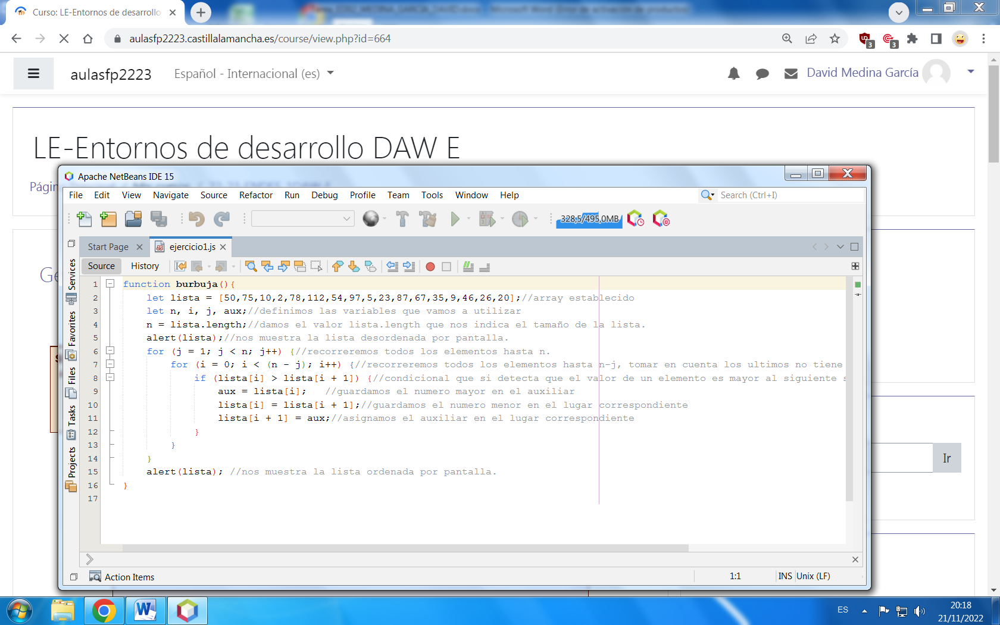 Curso: LE-Entornos de desarrollo
aulasfp2223.castillalamancha.es/course/view.php?id=664
3
3
aulasfp2223
Español - Internacional (es)
David Medina García
LE-Entornos de desarrollo DAW E
Apache NetBeans IDE 15
File Edit View Navigate Source Refactor Run Debug Profile Team Tools Window Help
Search (Ctrl+I)
328,5/495,0MB
Start Page
ejercicio1.js
Source
History
Services
Favorites
Files
Tasks
Projects
1 function burbuja(){
2 let lista = [50,75,10,2,78,112,54,97,5,23,87,67,35,9,46,26,20];//array establecido
3 let n, i, j, aux;//definimos las variables que vamos a utilizar
4 n = lista.length;//damos el valor lista.length que nos indica el tamaño de la lista.
5 alert(lista);//nos muestra la lista desordenada por pantalla.
6 for (j = 1; j < n; j++) {//recorreremos todos los elementos hasta n.
7 for (i = 0; i < (n - j); i++) {//recorreremos todos los elementos hasta n-j, tomar en cuenta los ultimos no tiene
8 if (lista[i] > lista[i + 1]) {//condicional que si detecta que el valor de un elemento es mayor al siguiente s
9 aux = lista[i]; //guardamos el numero mayor en el auxiliar
10 lista[i] = lista[i + 1];//guardamos el numero menor en el lugar correspondiente
11 lista[i + 1] = aux;//asignamos el auxiliar en el lugar correspondiente
12 }
13 }
14 }
15 alert(lista); //nos muestra la lista ordenada por pantalla.
16 }
17
Ir
Action Items
1:1
INS
Unix (LF)
ES
20:18
21/11/2022